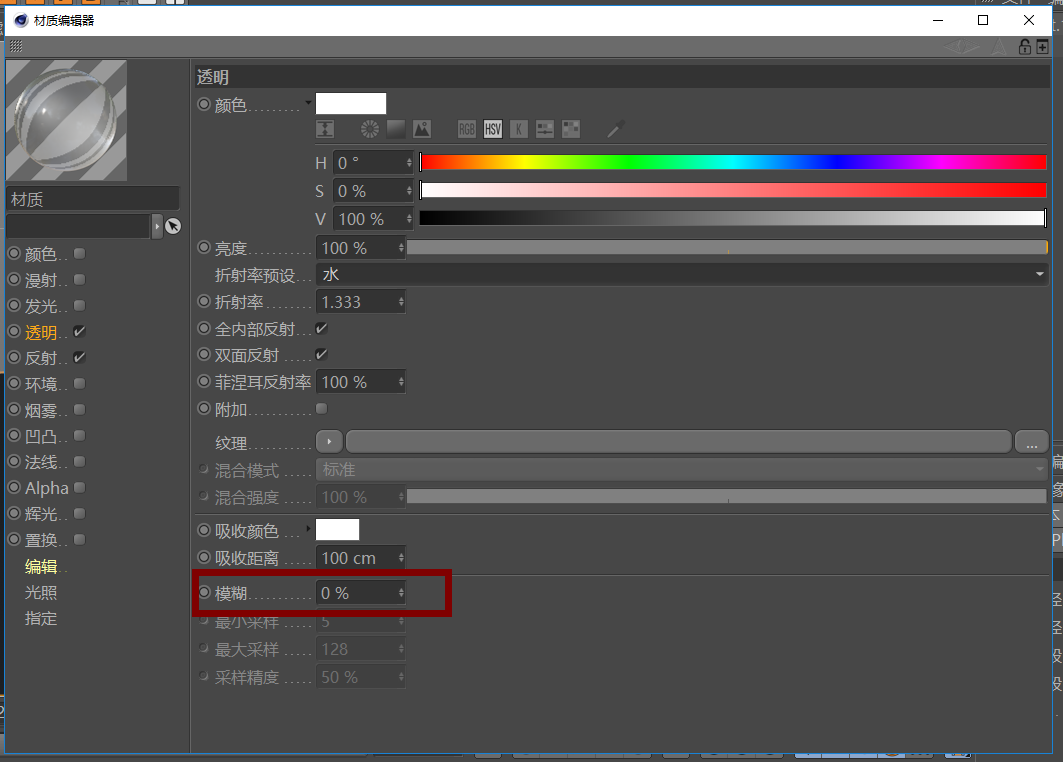 材质编辑器
透明
颜色
RGB HSV K
H 0 °
S 0 %
V 100 %
亮度 100 %
折射率预设 水
折射率 1.333
全内部反射
双面反射
菲涅耳反射率 100 %
附加
纹理 ...
混合模式 标准
混合强度 100 %
吸收颜色
吸收距离 100 cm
模糊 0 %
最小采样 5
最大采样 128
采样精度 50 %
材质
颜色
漫射
发光
透明
反射
环境
烟雾
凹凸
法线
Alpha
辉光
置换
编辑
光照
指定